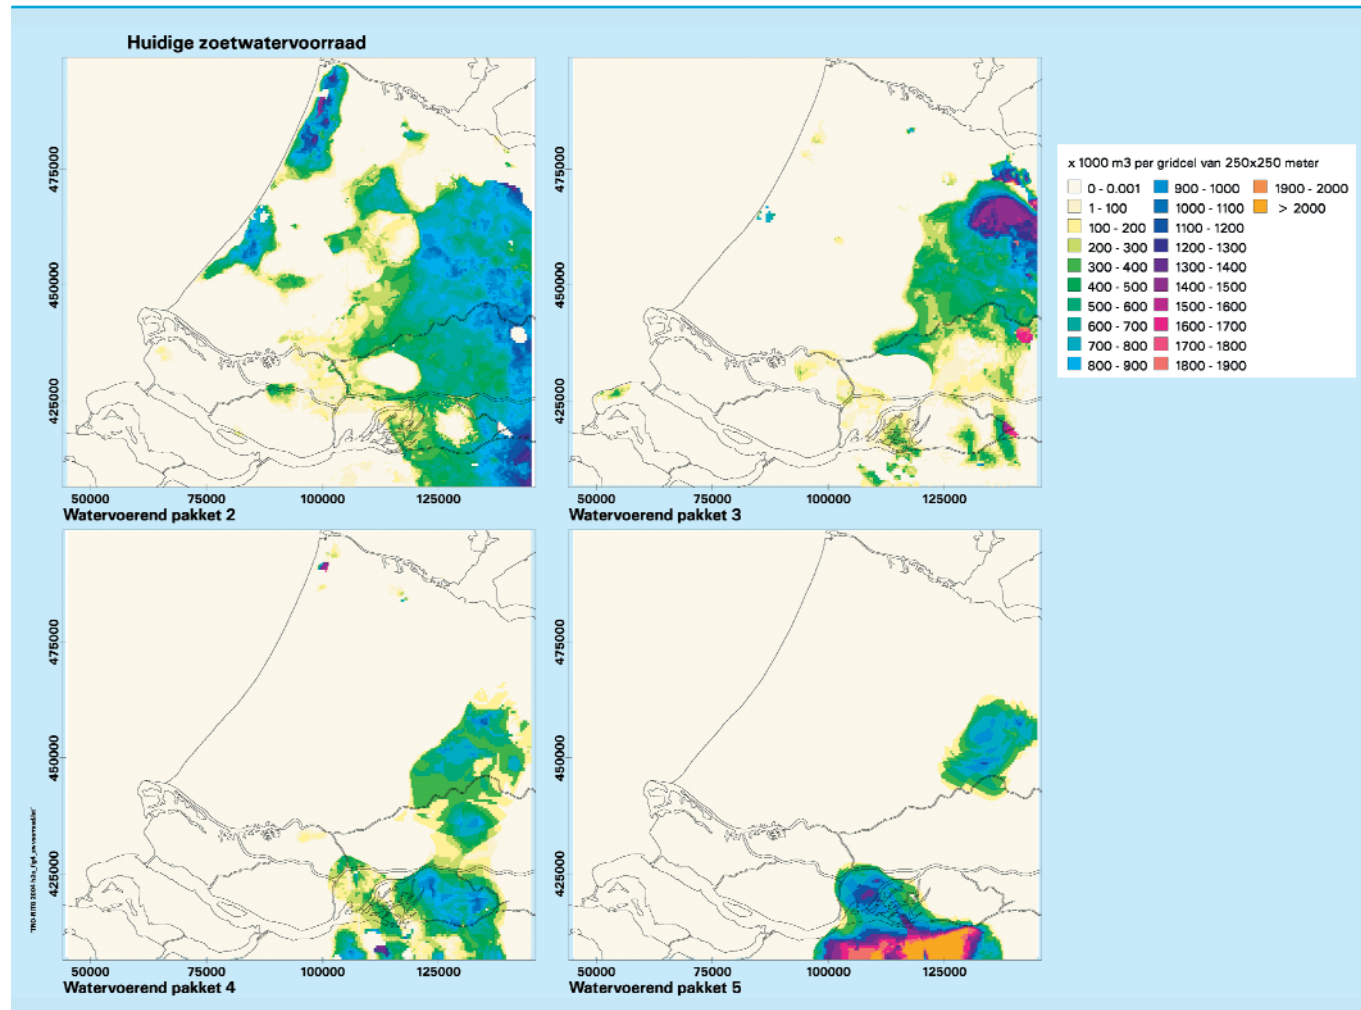 Huidige zoetwatervoorraad
475000
450000
425000
50000 75000 100000 125000
Watervoerend pakket 2
475000
450000
425000
50000 75000 100000 125000
Watervoerend pakket 3
x 1000 m3 per gridcel van 250x250 meter
0 - 0.001 900 - 1000 1900 - 2000
1 - 100 1000 - 1100 > 2000
100 - 200 1100 - 1200
200 - 300 1200 - 1300
300 - 400 1300 - 1400
400 - 500 1400 - 1500
500 - 600 1500 - 1600
600 - 700 1600 - 1700
700 - 800 1700 - 1800
800 - 900 1800 - 1900
475000
450000
425000
50000 75000 100000 125000
Watervoerend pakket 4
475000
450000
425000
50000 75000 100000 125000
Watervoerend pakket 5